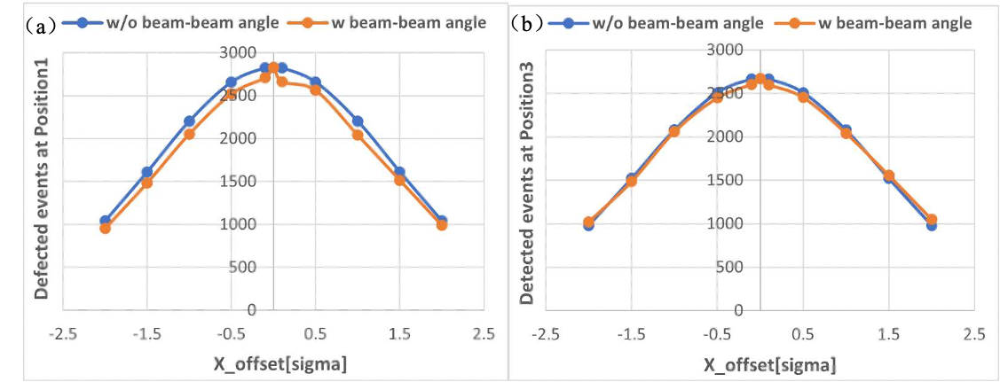 (a) w/o beam-beam angle w beam-beam angle
Defected events at Position1
3000
2500
2000
1500
1000
500
0
-2.5 -1.5 -0.5 0.5 1.5 2.5
X_offset[sigma]
(b) w/o beam-beam angle w beam-beam angle
Detected events at Position3
3000
2500
2000
1500
1000
500
0
-2.5 -1.5 -0.5 0.5 1.5 2.5
X_offset[sigma]